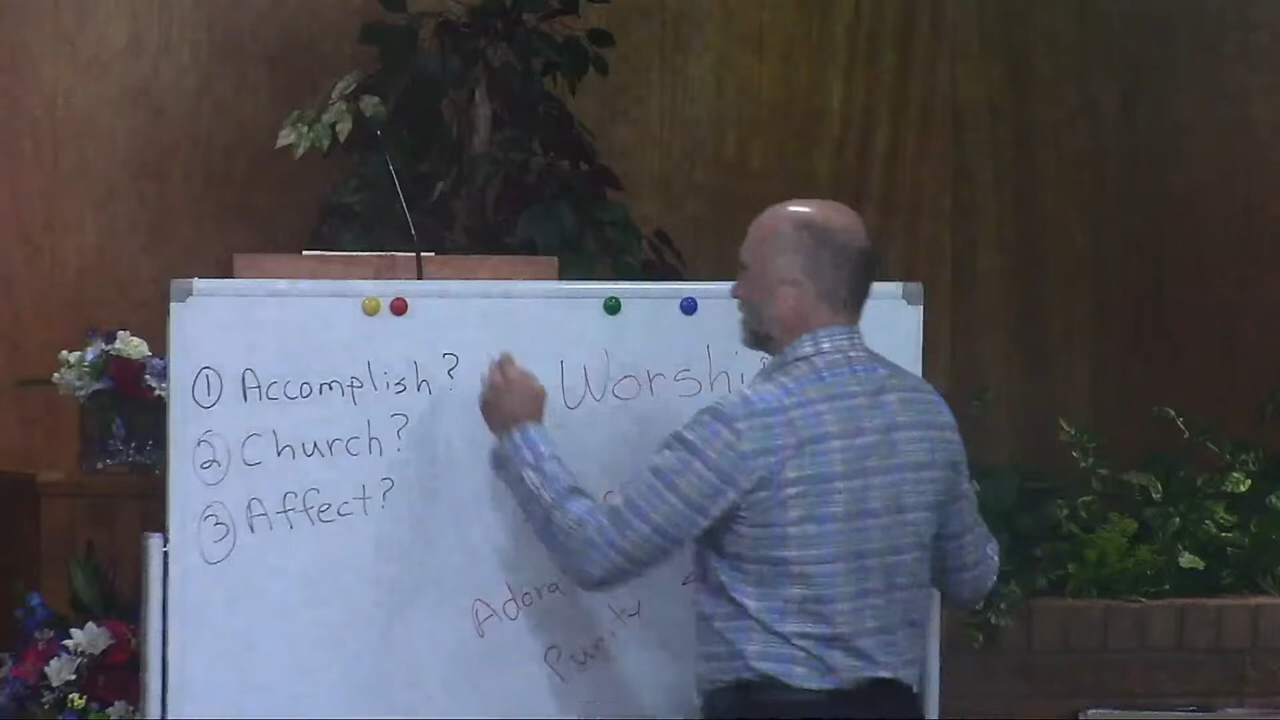 ① Accomplish?
② Church?
③ Affect?
Worshi
Adora
Purity